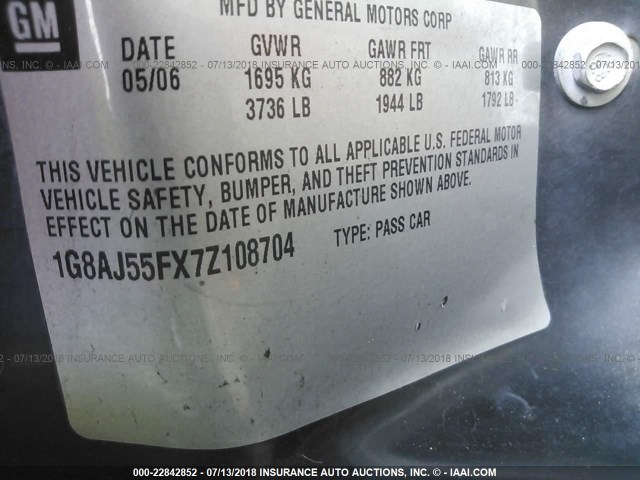 GM
MFD BY GENERAL MOTORS CORP
DATE GVWR GAWR FRT GAWR RR
05/06 1695 KG 882 KG 813 KG
3736 LB 1944 LB 1792 LB
THIS VEHICLE CONFORMS TO ALL APPLICABLE U.S. FEDERAL MOTOR
VEHICLE SAFETY, BUMPER, AND THEFT PREVENTION STANDARDS IN
EFFECT ON THE DATE OF MANUFACTURE SHOWN ABOVE.
1G8AJ55FX7Z108704 TYPE: PASS CAR
000-22842852 - 07/13/2018 INSURANCE AUTO AUCTIONS, INC. - © IAAI.COM